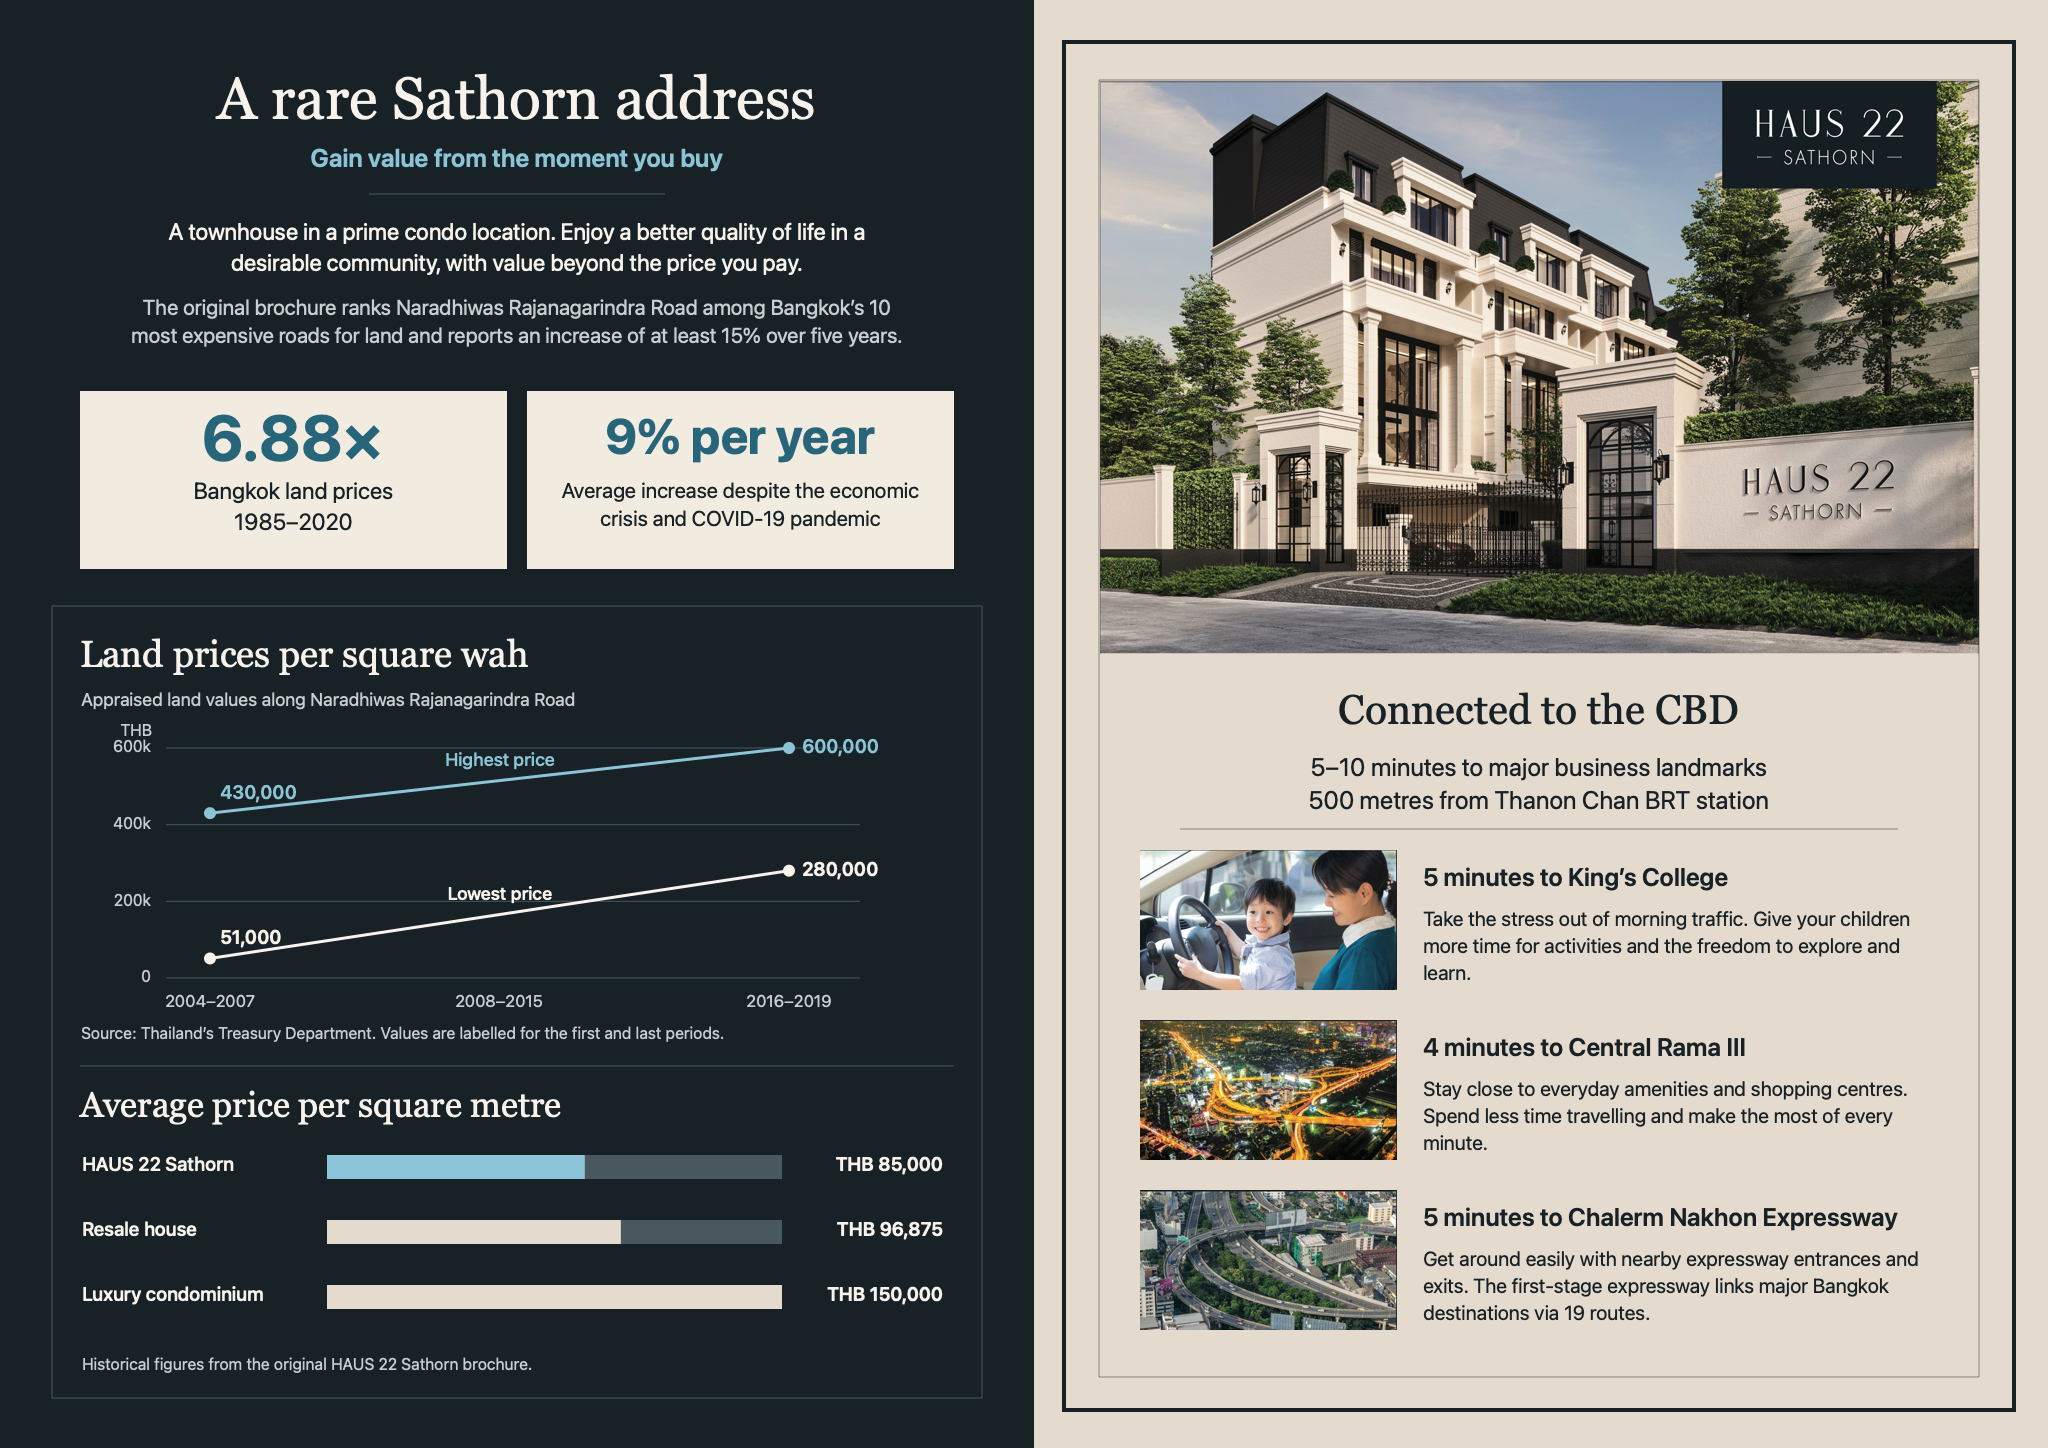 A rare Sathorn address
Gain value from the moment you buy
A townhouse in a prime condo location. Enjoy a better quality of life in a
desirable community, with value beyond the price you pay.
The original brochure ranks Naradhiwas Rajanagarindra Road among Bangkok’s 10
most expensive roads for land and reports an increase of at least 15% over five years.
6.88×
Bangkok land prices
1985–2020
9% per year
Average increase despite the economic
crisis and COVID-19 pandemic
Land prices per square wah
Appraised land values along Naradhiwas Rajanagarindra Road
THB
600k
400k
200k
0
Highest price
430,000
600,000
Lowest price
51,000
280,000
2004–2007
2008–2015
2016–2019
Source: Thailand’s Treasury Department. Values are labelled for the first and last periods.
Average price per square metre
HAUS 22 Sathorn
THB 85,000
Resale house
THB 96,875
Luxury condominium
THB 150,000
Historical figures from the original HAUS 22 Sathorn brochure.
HAUS 22
— SATHORN —
HAUS 22
— SATHORN —
Connected to the CBD
5–10 minutes to major business landmarks
500 metres from Thanon Chan BRT station
5 minutes to King’s College
Take the stress out of morning traffic. Give your children
more time for activities and the freedom to explore and
learn.
4 minutes to Central Rama III
Stay close to everyday amenities and shopping centres.
Spend less time travelling and make the most of every
minute.
5 minutes to Chalerm Nakhon Expressway
Get around easily with nearby expressway entrances and
exits. The first-stage expressway links major Bangkok
destinations via 19 routes.